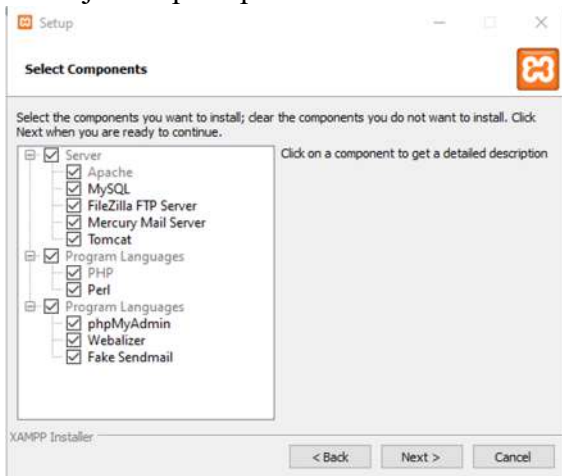 Setup
Select Components
Select the components you want to install; clear the components you do not want to install. Click
Next when you are ready to continue.
Server
Apache
MySQL
FileZilla FTP Server
Mercury Mail Server
Tomcat
Program Languages
PHP
Perl
Program Languages
phpMyAdmin
Webalizer
Fake Sendmail
Click on a component to get a detailed description
XAMPP Installer
< Back
Next >
Cancel